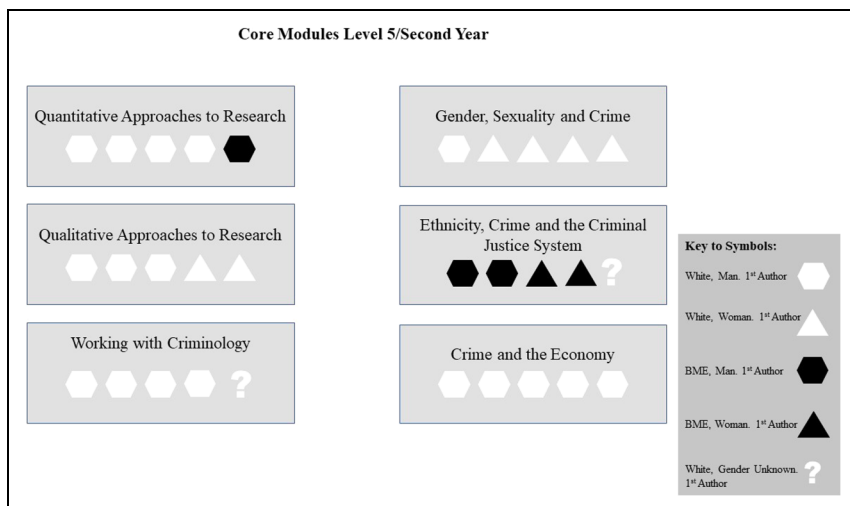 Core Modules Level 5/Second Year
Quantitative Approaches to Research
Gender, Sexuality and Crime
Qualitative Approaches to Research
Ethnicity, Crime and the Criminal
Justice System
?
Working with Criminology
?
Crime and the Economy
Key to Symbols:
White, Man. 1st Author
White, Woman. 1st Author
BME, Man. 1st Author
BME, Woman. 1st Author
White, Gender Unknown.
1st Author
?